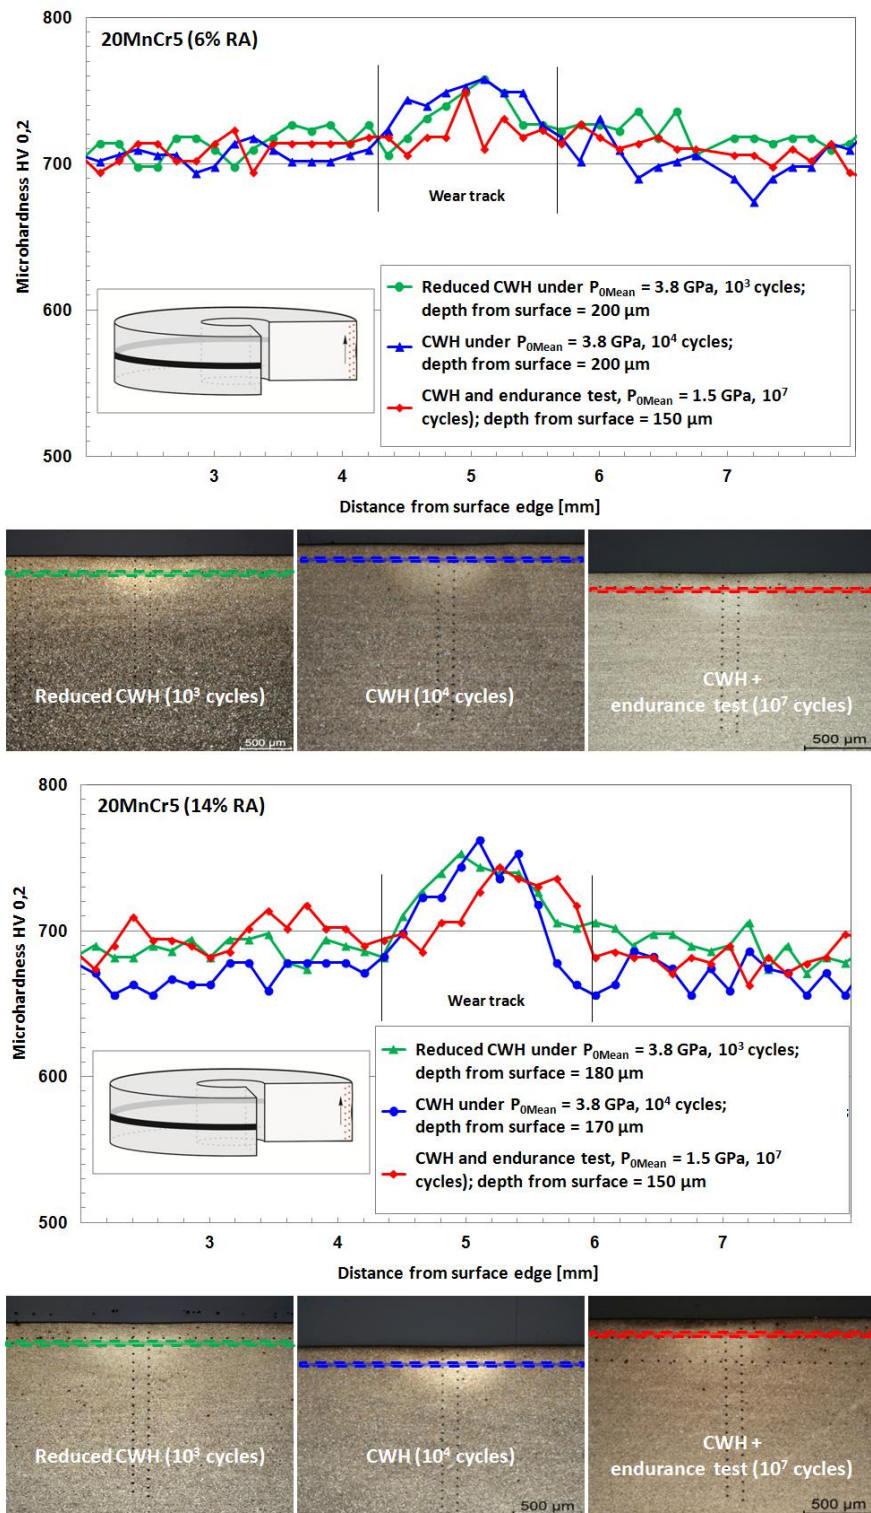 800
20MnCr5 (6% RA)
700
600
500
Microhardness HV 0,2
Wear track
Reduced CWH under P0Mean = 3.8 GPa, 10³ cycles;
depth from surface = 200 µm
CWH under P0Mean = 3.8 GPa, 10⁴ cycles;
depth from surface = 200 µm
CWH and endurance test, P0Mean = 1.5 GPa, 10⁷
cycles); depth from surface = 150 µm
3 4 5 6 7
Distance from surface edge [mm]
Reduced CWH (10³ cycles)
500 µm
CWH (10⁴ cycles)
CWH +
endurance test (10⁷ cycles)
500 µm
800
20MnCr5 (14% RA)
700
600
500
Microhardness HV 0,2
Wear track
Reduced CWH under P0Mean = 3.8 GPa, 10³ cycles;
depth from surface = 180 µm
CWH under P0Mean = 3.8 GPa, 10⁴ cycles;
depth from surface = 170 µm
;
CWH and endurance test, P0Mean = 1.5 GPa, 10⁷
cycles); depth from surface = 150 µm
3 4 5 6 7
Distance from surface edge [mm]
Reduced CWH (10³ cycles)
CWH (10⁴ cycles)
500 µm
CWH +
endurance test (10⁷ cycles)
500 µm